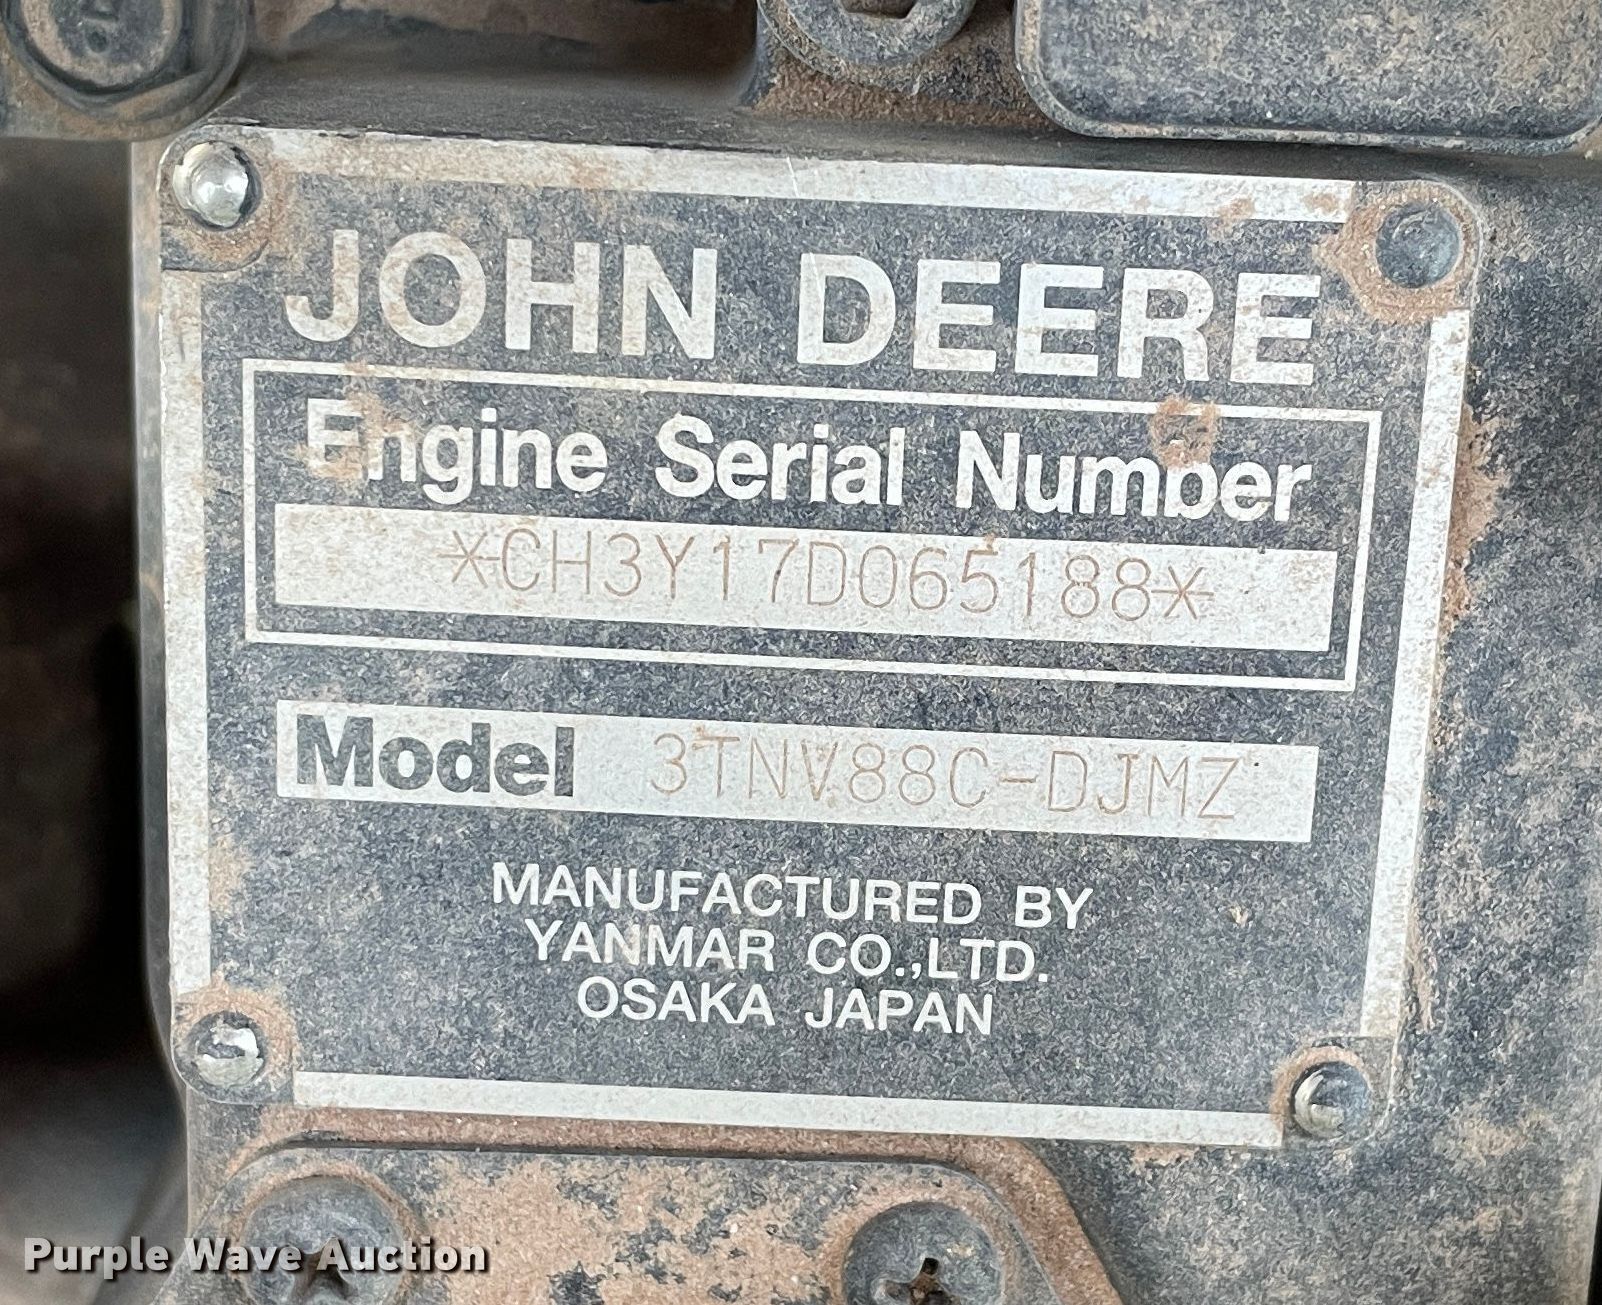 JOHN DEERE
Engine Serial Number
*CH3Y17D065188*
Model 3TNV88C-DJMZ
MANUFACTURED BY
YANMAR CO.,LTD.
OSAKA JAPAN
Purple Wave Auction